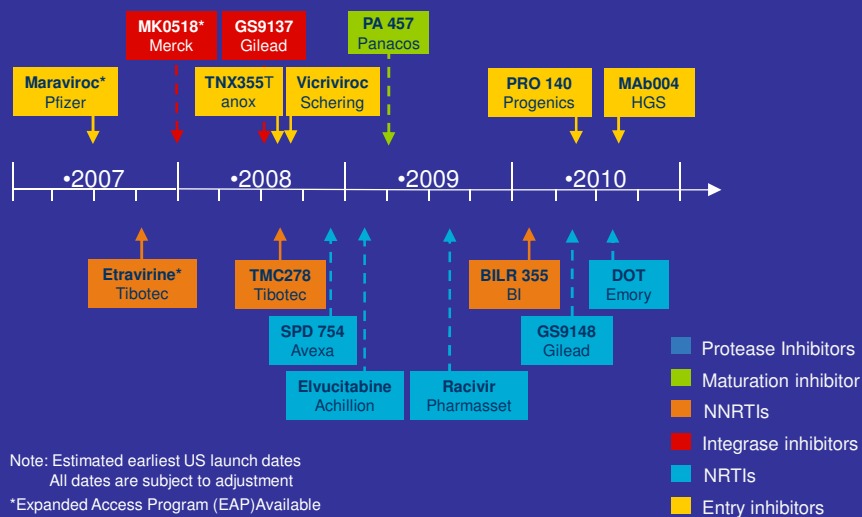 MK0518*
Merck
GS9137
Gilead
PA 457
Panacos
Maraviroc*
Pfizer
TNX355T
anox
Vicriviroc
Schering
PRO 140
Progenics
MAb004
HGS
•2007
•2008
•2009
•2010
Etravirine*
Tibotec
TMC278
Tibotec
BILR 355
BI
DOT
Emory
SPD 754
Avexa
GS9148
Gilead
Elvucitabine
Achillion
Racivir
Pharmasset
Protease Inhibitors
Maturation inhibitor
NNRTIs
Integrase inhibitors
NRTIs
Entry inhibitors
Note: Estimated earliest US launch dates
All dates are subject to adjustment
*Expanded Access Program (EAP)Available